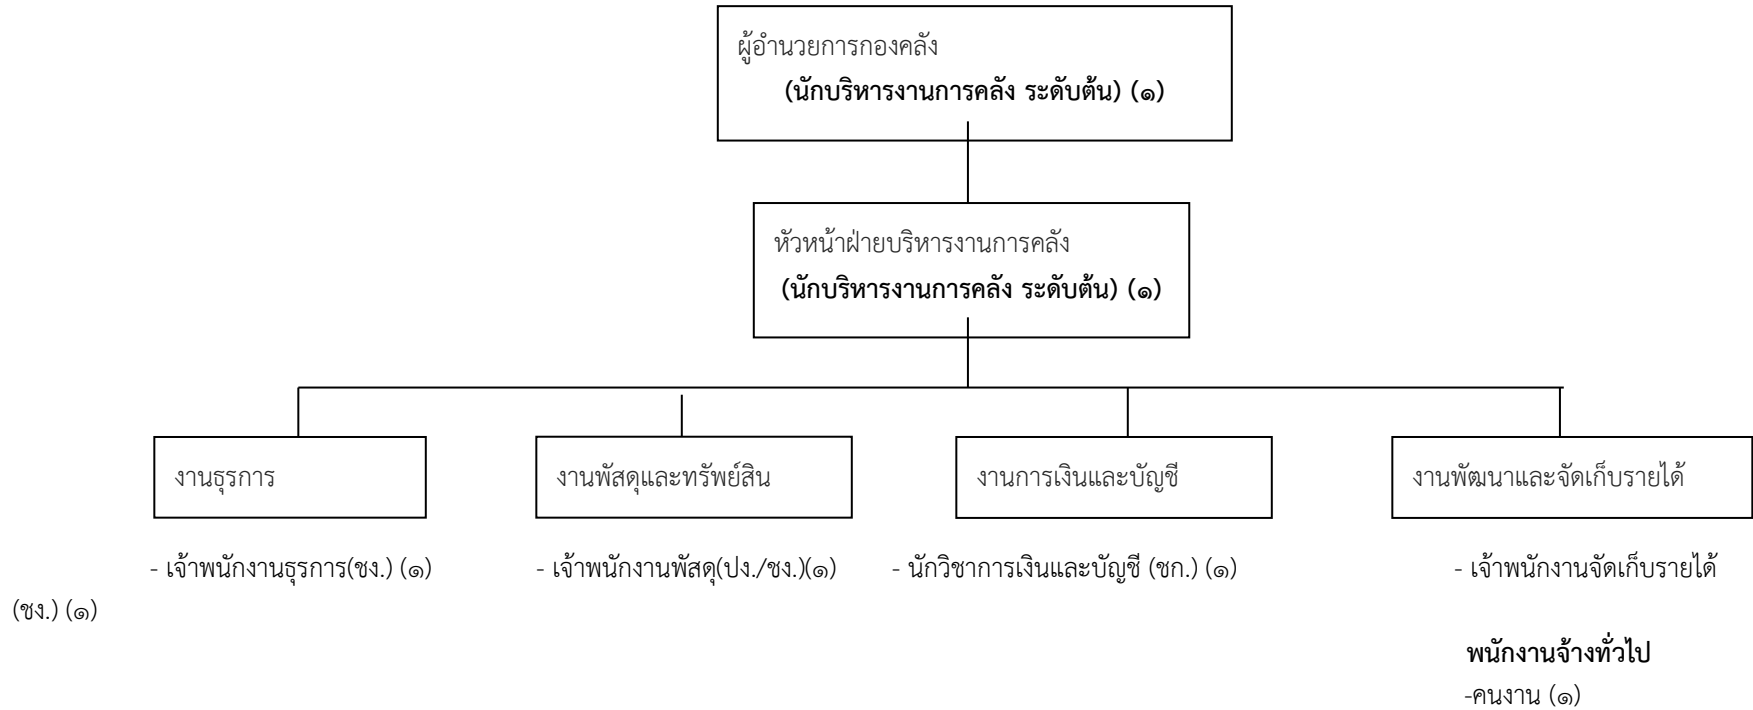 ผู้อำนวยการกองคลัง
(นักบริหารงานการคลัง ระดับต้น) (๑)
หัวหน้าฝ่ายบริหารงานการคลัง
(นักบริหารงานการคลัง ระดับต้น) (๑)
งานธุรการ
งานพัสดุและทรัพย์สิน
งานการเงินและบัญชี
งานพัฒนาและจัดเก็บรายได้
- เจ้าพนักงานธุรการ(ชง.) (๑)
- เจ้าพนักงานพัสดุ(ปง./ชง.)(๑)
- นักวิชาการเงินและบัญชี (ชก.) (๑)
- เจ้าพนักงานจัดเก็บรายได้
(ชง.) (๑)
พนักงานจ้างทั่วไป
-คนงาน (๑)